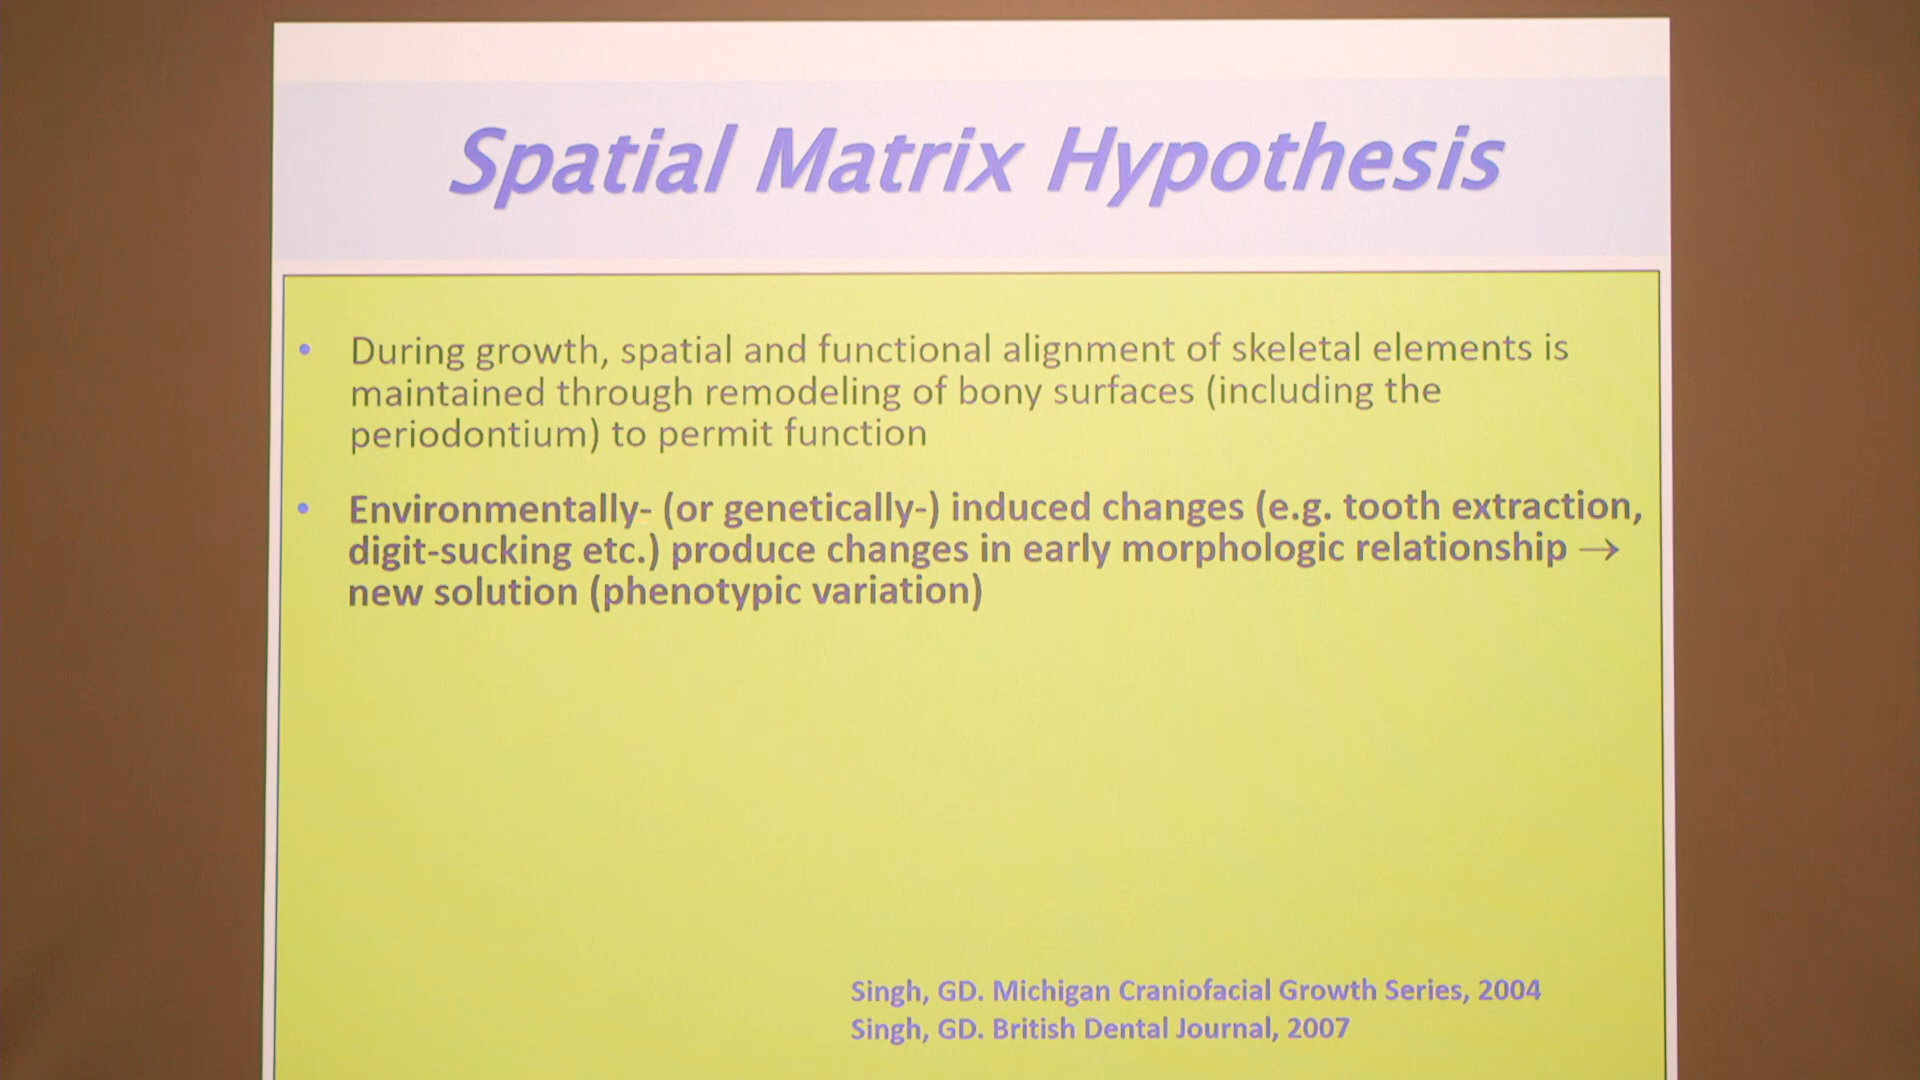 Spatial Matrix Hypothesis
• During growth, spatial and functional alignment of skeletal elements is
maintained through remodeling of bony surfaces (including the
periodontium) to permit function
• Environmentally- (or genetically-) induced changes (e.g. tooth extraction,
digit-sucking etc.) produce changes in early morphologic relationship →
new solution (phenotypic variation)
Singh, GD. Michigan Craniofacial Growth Series, 2004
Singh, GD. British Dental Journal, 2007